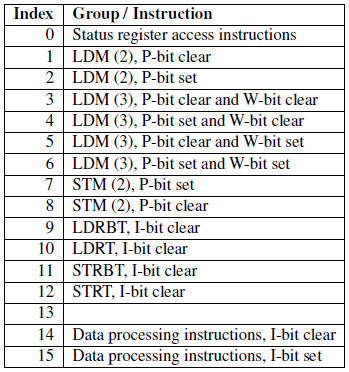 Index Group / Instruction
0 Status register access instructions
1 LDM (2), P-bit clear
2 LDM (2), P-bit set
3 LDM (3), P-bit clear and W-bit clear
4 LDM (3), P-bit set and W-bit clear
5 LDM (3), P-bit clear and W-bit set
6 LDM (3), P-bit set and W-bit set
7 STM (2), P-bit set
8 STM (2), P-bit clear
9 LDRBT, I-bit clear
10 LDRT, I-bit clear
11 STRBT, I-bit clear
12 STRT, I-bit clear
13
14 Data processing instructions, I-bit clear
15 Data processing instructions, I-bit set